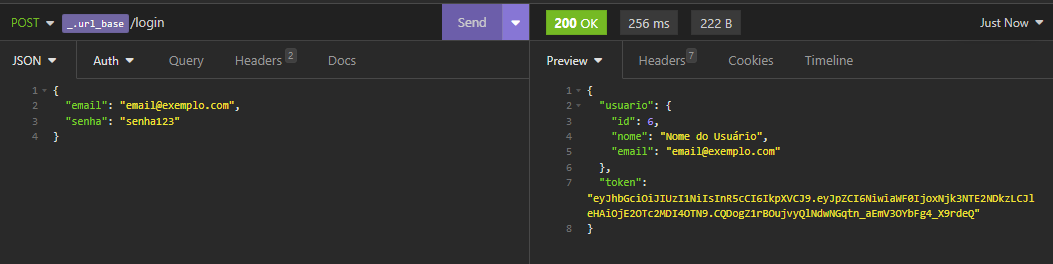 POST _.url_base /login Send
200 OK 256 ms 222 B Just Now
JSON Auth Query Headers 2 Docs
Preview Headers 7 Cookies Timeline
1 {
2 "email": "email@exemplo.com",
3 "senha": "senha123"
4 }
1 {
2 "usuario": {
3 "id": 6,
4 "nome": "Nome do Usuário",
5 "email": "email@exemplo.com"
6 },
7 "token":
"eyJhbGciOiJIUzI1NiIsInR5cCI6IkpXVCJ9.eyJpZCI6NiwiaWF0IjoxNjk3NTE2NDkzLCJl
eHAiOjE2OTc2MDI4OTN9.CQDogZ1rBOujvyQlNdwNGqtn_aEmV3OYbFg4_X9rdeQ"
8 }